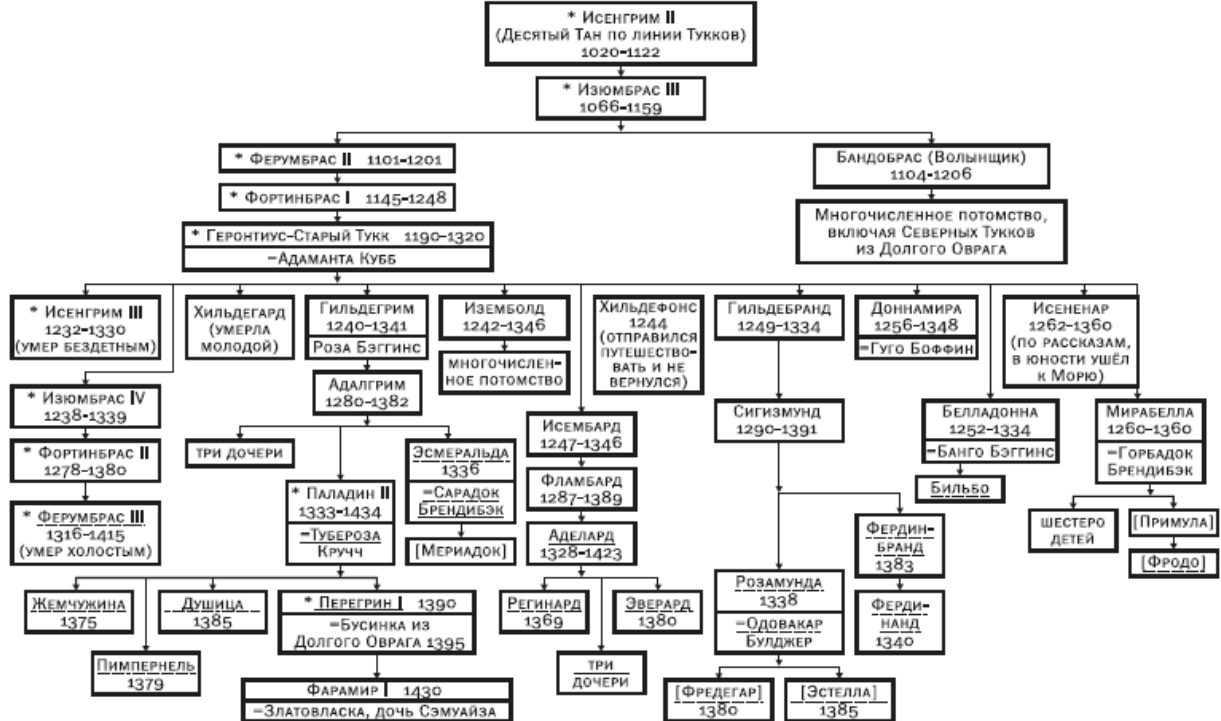 * Исенгрим II
(Десятый Тан по линии Тукков)
1020–1122
* Изюмбрас III
1066–1159
* Ферумбрас II 1101–1201
* Фортинбрас I 1145–1248
* Геронтиус-Старый Тукк 1190–1320
=Адаманта Кубб
Бандобрас (Волынщик)
1104–1206
Многочисленное потомство,
включая Северных Тукков
из Долгого Оврага
* Исенгрим III
1232–1330
(умер бездетным)
Хильдегард
(умерла
молодой)
Гильдегрим
1240–1341
Роза Бэггинс
Иземболд
1242–1346
многочислен-
ное потомство
Хильдефонс
1244
(отправился
путешество-
вать и не
вернулся)
Гильдебранд
1249–1334
Доннамира
1256–1348
=Гуго Боффин
Исененар
1262–1360
(по рассказам,
в юности ушёл
к Морю)
* Изюмбрас IV
1238–1339
* Фортинбрас II
1278–1380
* Ферумбрас III
1316–1415
(умер холостым)
Адалгрим
1280–1382
три дочери
* Паладин II
1333–1434
=Тубероза
Кручч
Эсмеральда
1336
=Сарадок
Брендибэк
[Мериадок]
Исембард
1247–1346
Фламбард
1287–1389
Аделард
1328–1423
Сигизмунд
1290–1391
Белладонна
1252–1334
=Банго Бэггинс
Бильбо
Мирабелла
1260–1360
=Горбадок
Брендибэк
шестеро
детей
[Примула]
[Фродо]
Жемчужина
1375
Душица
1385
* Перегрин I 1390
=Бусинка из
Долгого Оврага 1395
Пимпернель
1379
Фарамир I 1430
=Златовласка, дочь Сэмуайза
Регинард
1369
Эверард
1380
три
дочери
Розамунда
1338
=Одовакар
Булджер
Фердин-
бранд
1383
Ферди-
нанд
1340
[Фредегар]
1380
[Эстелла]
1385